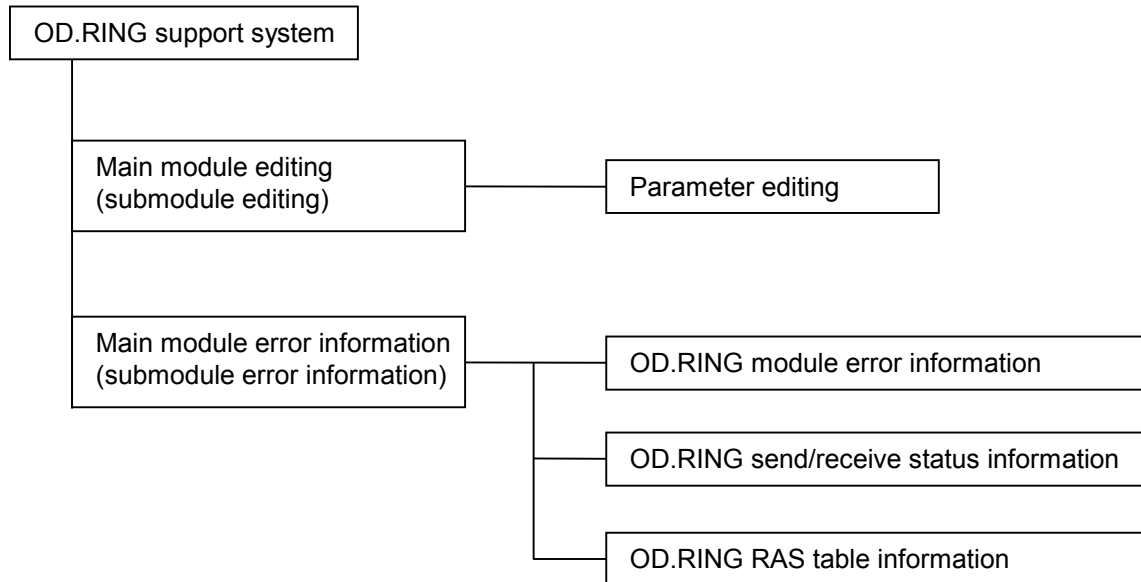 OD.RING support system
Main module editing
(submodule editing)
Parameter editing
Main module error information
(submodule error information)
OD.RING module error information
OD.RING send/receive status information
OD.RING RAS table information